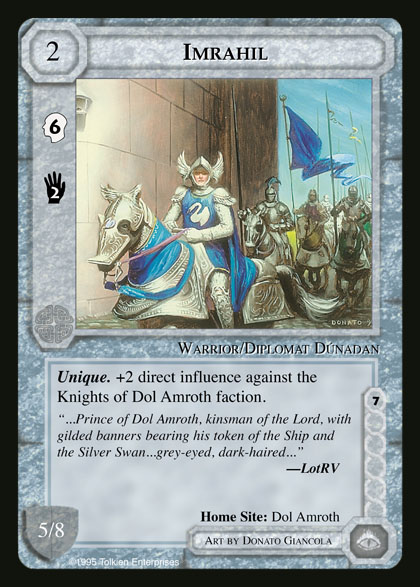 2
IMRAHIL
6
2
DONATO
WARRIOR/DIPLOMAT DÚNADAN
Unique. +2 direct influence against the
Knights of Dol Amroth faction.
“...Prince of Dol Amroth, kinsman of the Lord, with
gilded banners bearing his token of the Ship and
the Silver Swan...grey-eyed, dark-haired...”
—LotRV
7
Home Site: Dol Amroth
5/8
ART BY DONATO GIANCOLA
©1995 Tolkien Enterprises